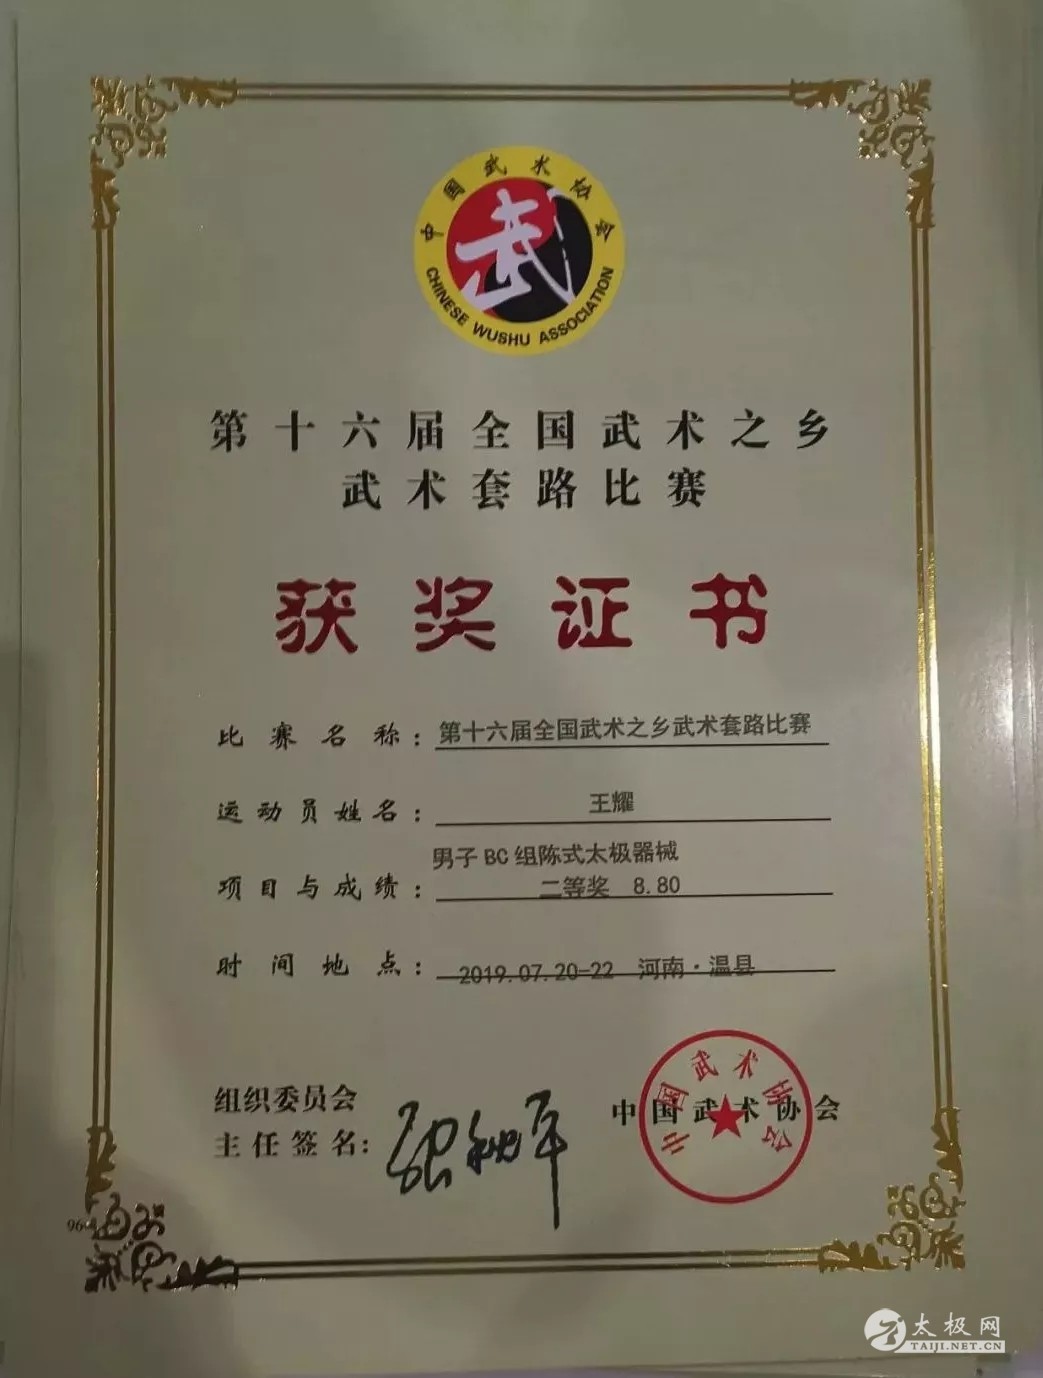 中国武术协会
武
CHINESE WUSHU ASSOCIATION
第十六届全国武术之乡
武术套路比赛
获奖证书
比赛名称：第十六届全国武术之乡武术套路比赛
运动员姓名：王耀
男子 BC 组陈式太极器械
项目与成绩：二等奖 8.80
时间地点：2019.07.20-22 河南·温县
组织委员会
主任签名:
中国武术协会
中国武术协会
太极网
TAIJI.NET.CN